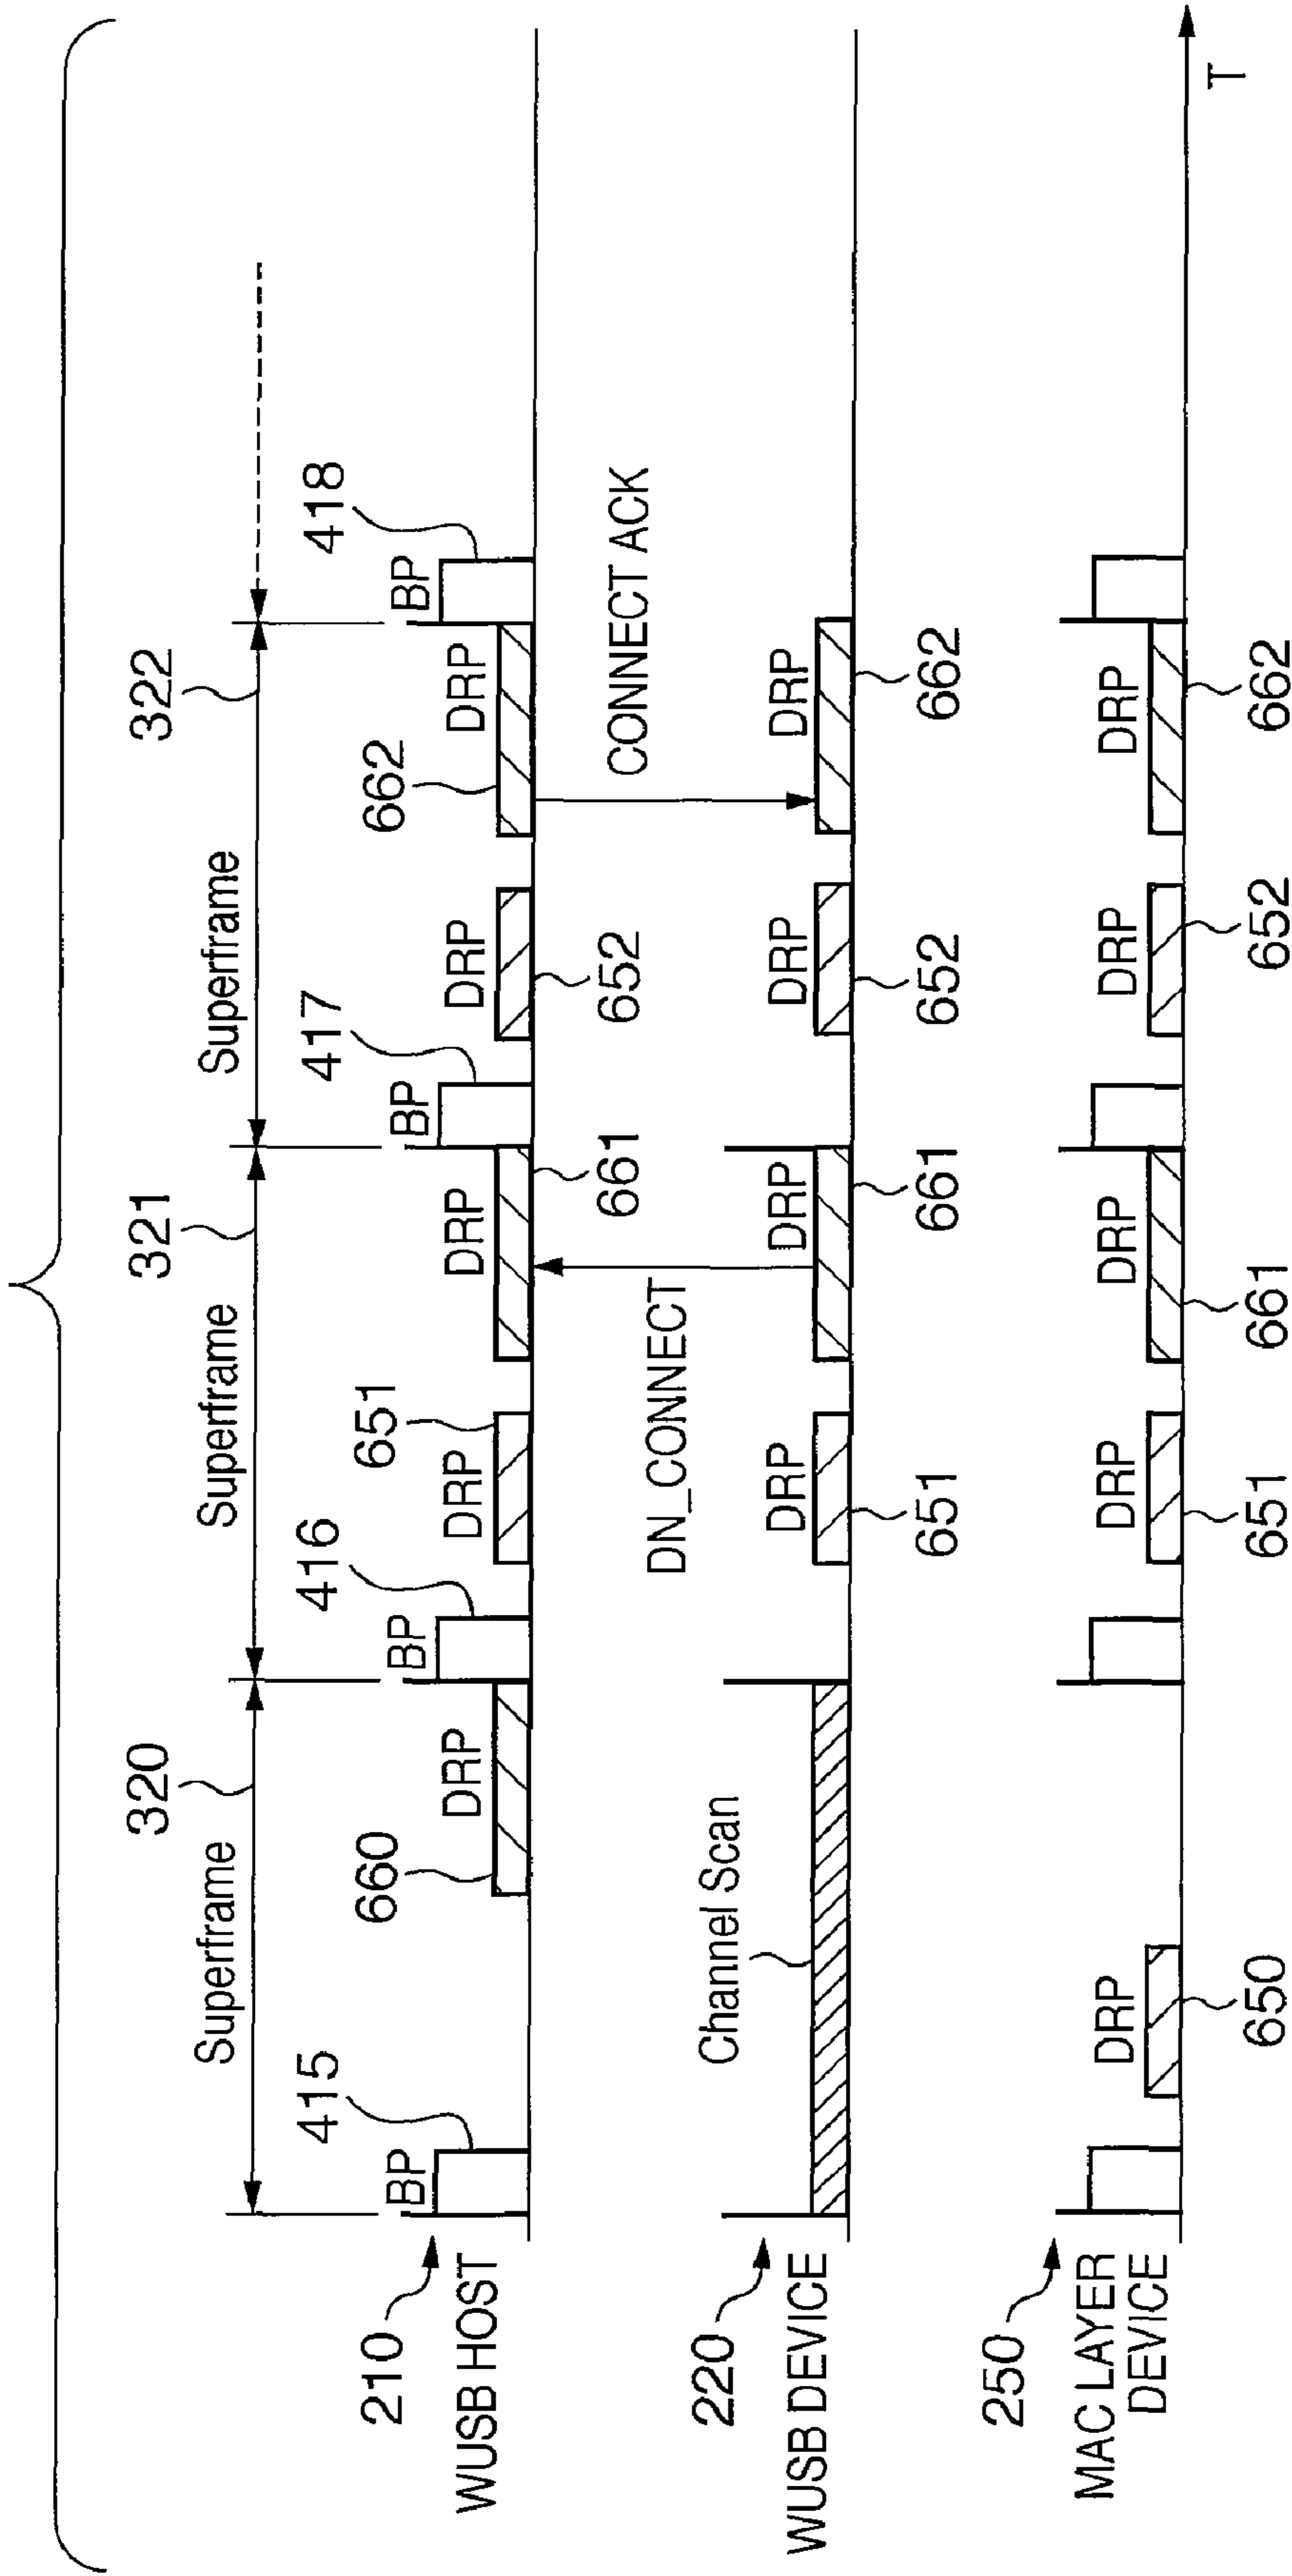 320
321
322
Superframe
Superframe
Superframe
415
416
417
418
BP
BP
BP
BP
210
WUSB HOST
660
DRP
DRP
651
DRP
661
DRP
652
662
DRP
DN_CONNECT
CONNECT ACK
220
WUSB DEVICE
Channel Scan
DRP
651
DRP
661
DRP
652
DRP
662
250
MAC LAYER
DEVICE
DRP
650
DRP
651
DRP
661
DRP
652
DRP
662
T